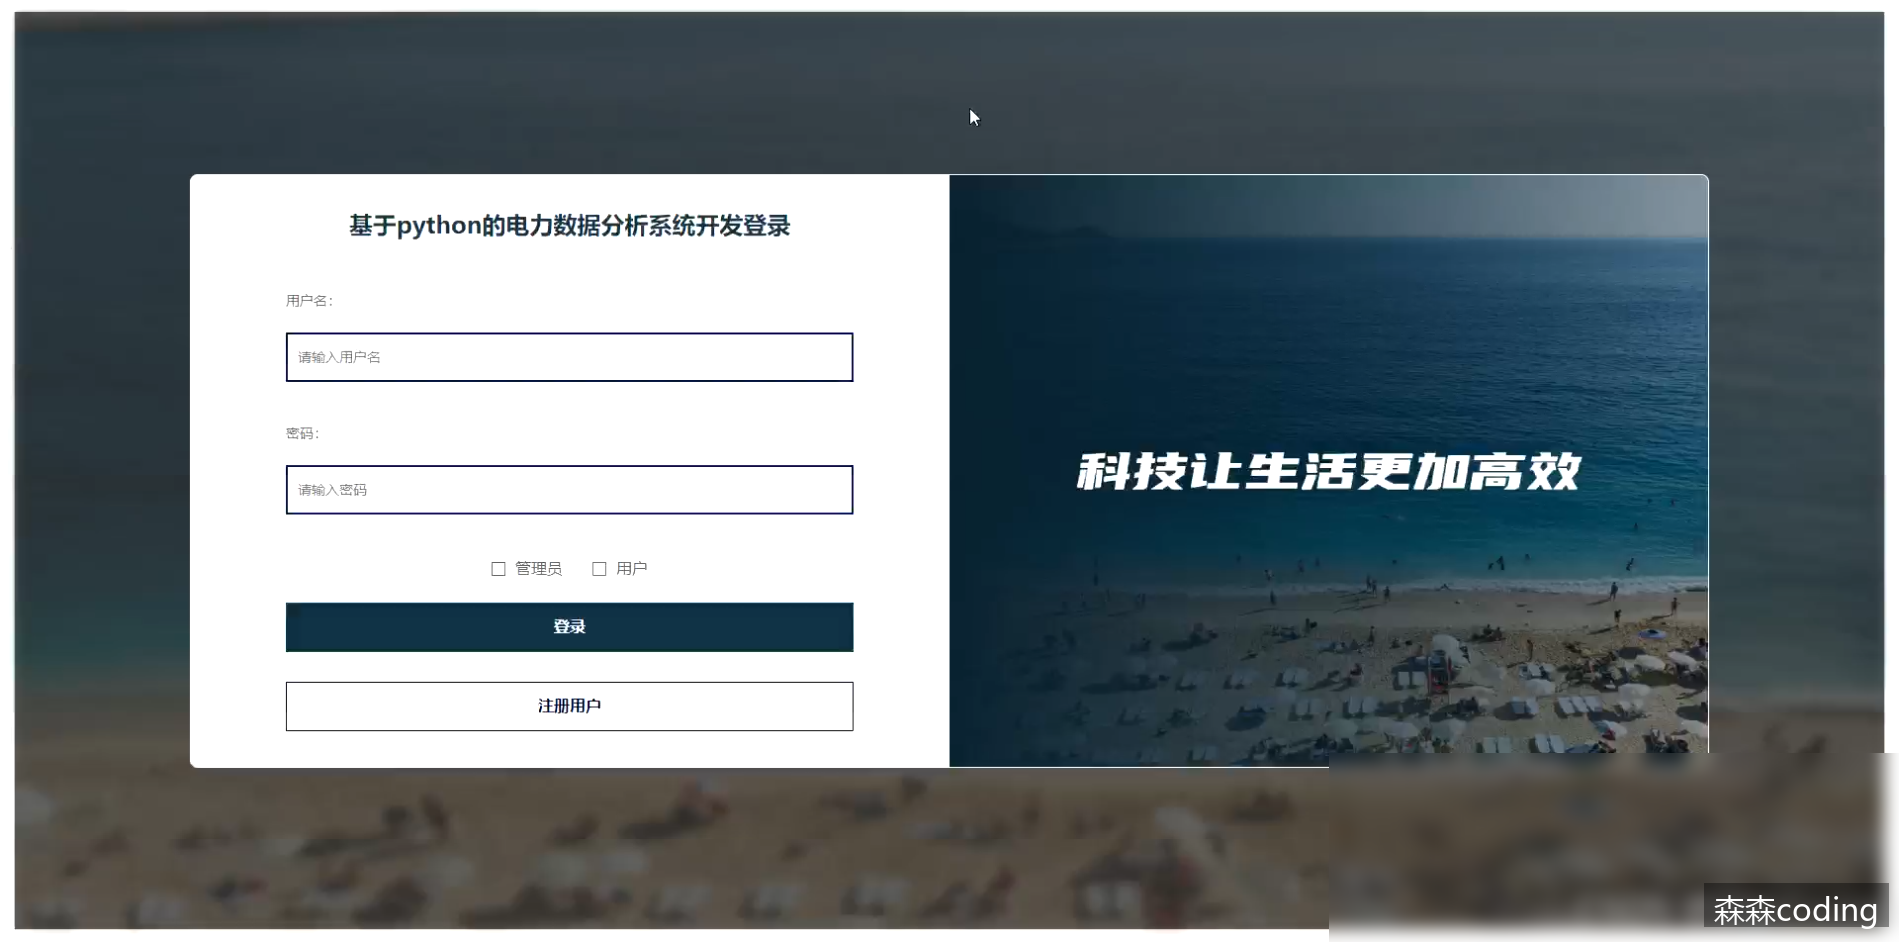 基于python的电力数据分析系统开发登录
用户名:
请输入用户名
密码:
请输入密码
管理员 用户
登录
注册用户
科技让生活更加高效
森森coding